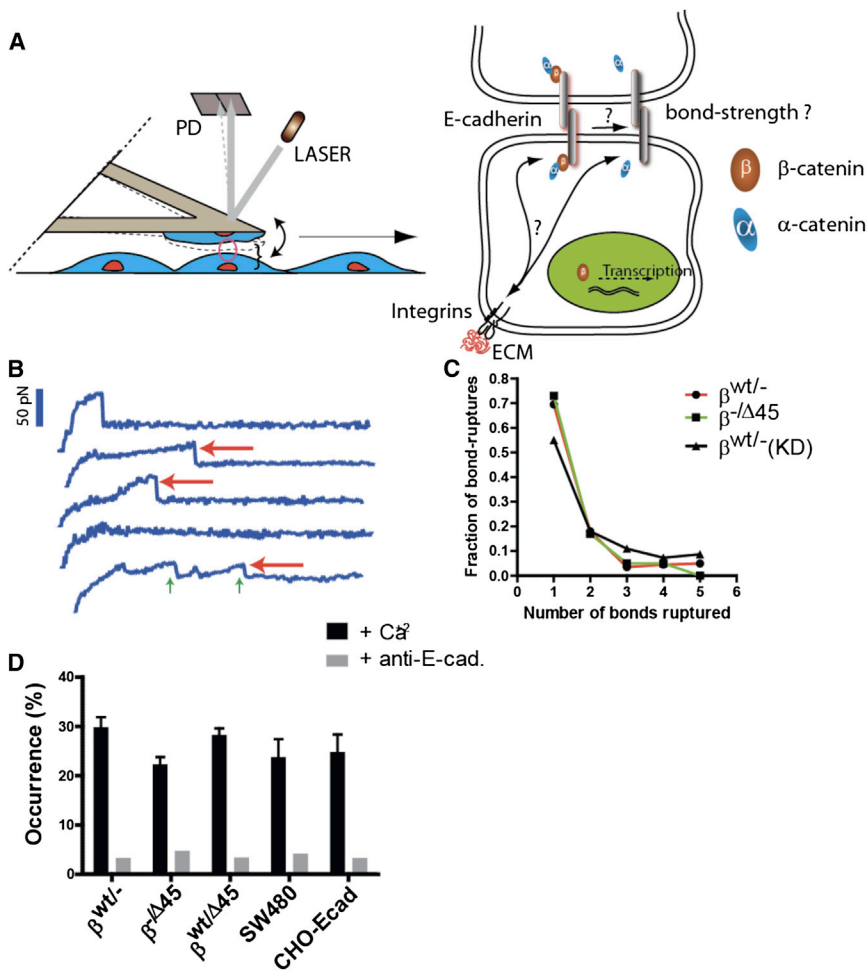 A
PD
LASER
?
E-cadherin
?
bond-strength ?
β
β-catenin
α
α-catenin
α
β
α
α
β
α
?
β
Transcription
Integrins
ECM
B
50 pN
C
Fraction of bond-ruptures
0.8
0.7
0.6
0.5
0.4
0.3
0.2
0.1
0.0
0 1 2 3 4 5 6
Number of bonds ruptured
βwt/-
β-/Δ45
βwt/-(KD)
D
+ Ca+2
+ anti-E-cad.
Occurrence (%)
40
30
20
10
0
βwt/-
β-/Δ45
βwt/Δ45
SW480
CHO-Ecad